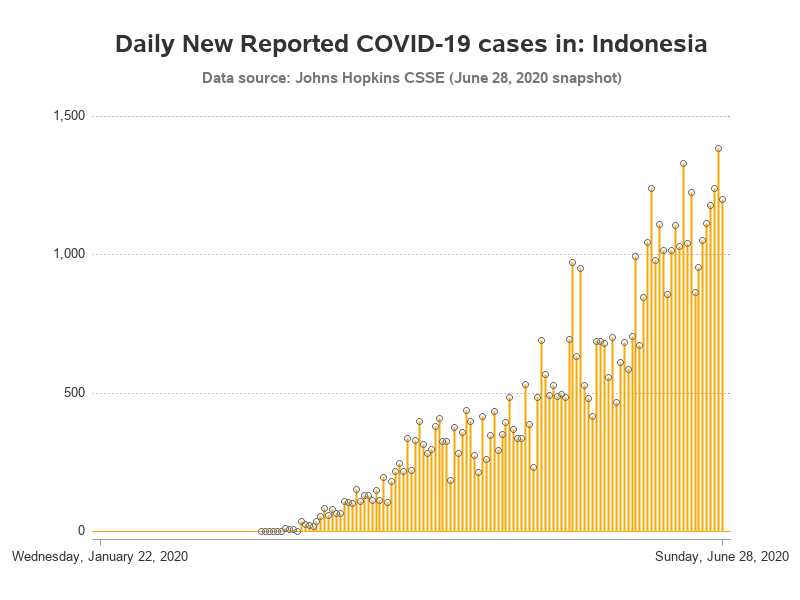 Daily New Reported COVID-19 cases in: Indonesia
Data source: Johns Hopkins CSSE (June 28, 2020 snapshot)
1,500
1,000
500
0
Wednesday, January 22, 2020
Sunday, June 28, 2020